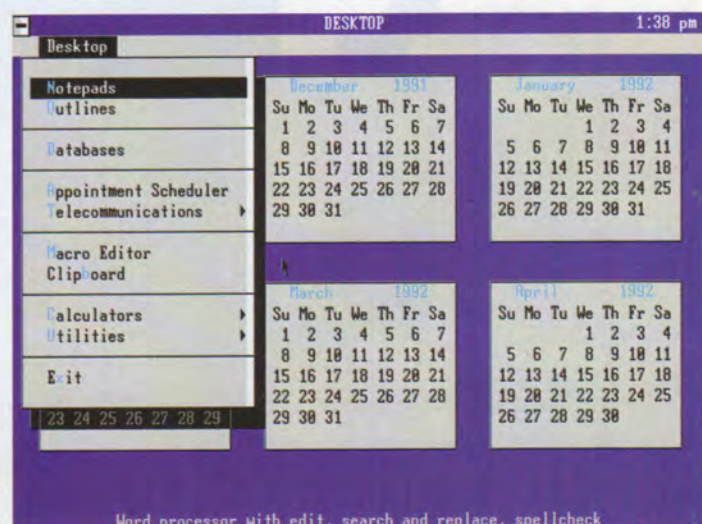 DESKTOP 1:38 pm
Desktop
Notepads
Outlines
Databases
Appointment Scheduler
Telecommunications
Macro Editor
Clipboard
Calculators
Utilities
Exit
23 24 25 26 27 28 29
December 1991
Su Mo Tu We Th Fr Sa
1 2 3 4 5 6 7
8 9 10 11 12 13 14
15 16 17 18 19 20 21
22 23 24 25 26 27 28
29 30 31
January 1992
Su Mo Tu We Th Fr Sa
1 2 3 4
5 6 7 8 9 10 11
12 13 14 15 16 17 18
19 20 21 22 23 24 25
26 27 28 29 30 31
March 1992
Su Mo Tu We Th Fr Sa
1 2 3 4 5 6 7
8 9 10 11 12 13 14
15 16 17 18 19 20 21
22 23 24 25 26 27 28
29 30 31
April 1992
Su Mo Tu We Th Fr Sa
1 2 3 4
5 6 7 8 9 10 11
12 13 14 15 16 17 18
19 20 21 22 23 24 25
26 27 28 29 30
Word processor with edit, search and replace, spellcheck